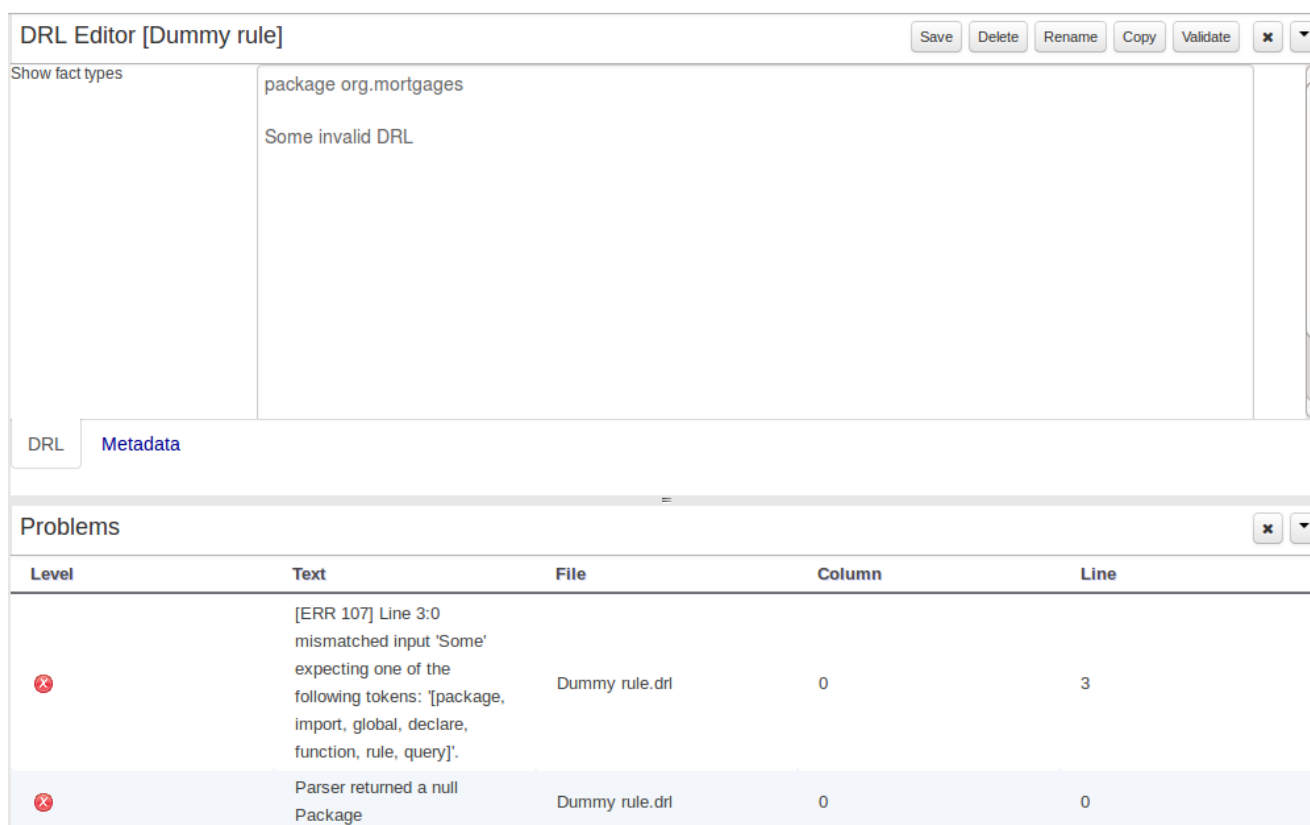 DRL Editor [Dummy rule]
Save Delete Rename Copy Validate
Show fact types
package org.mortgages
Some invalid DRL
DRL Metadata
Problems
Level Text File Column Line
[ERR 107] Line 3:0
mismatched input 'Some'
expecting one of the
following tokens: '[package,
import, global, declare,
function, rule, query]'.
Dummy rule.drl 0 3
Parser returned a null
Package
Dummy rule.drl 0 0